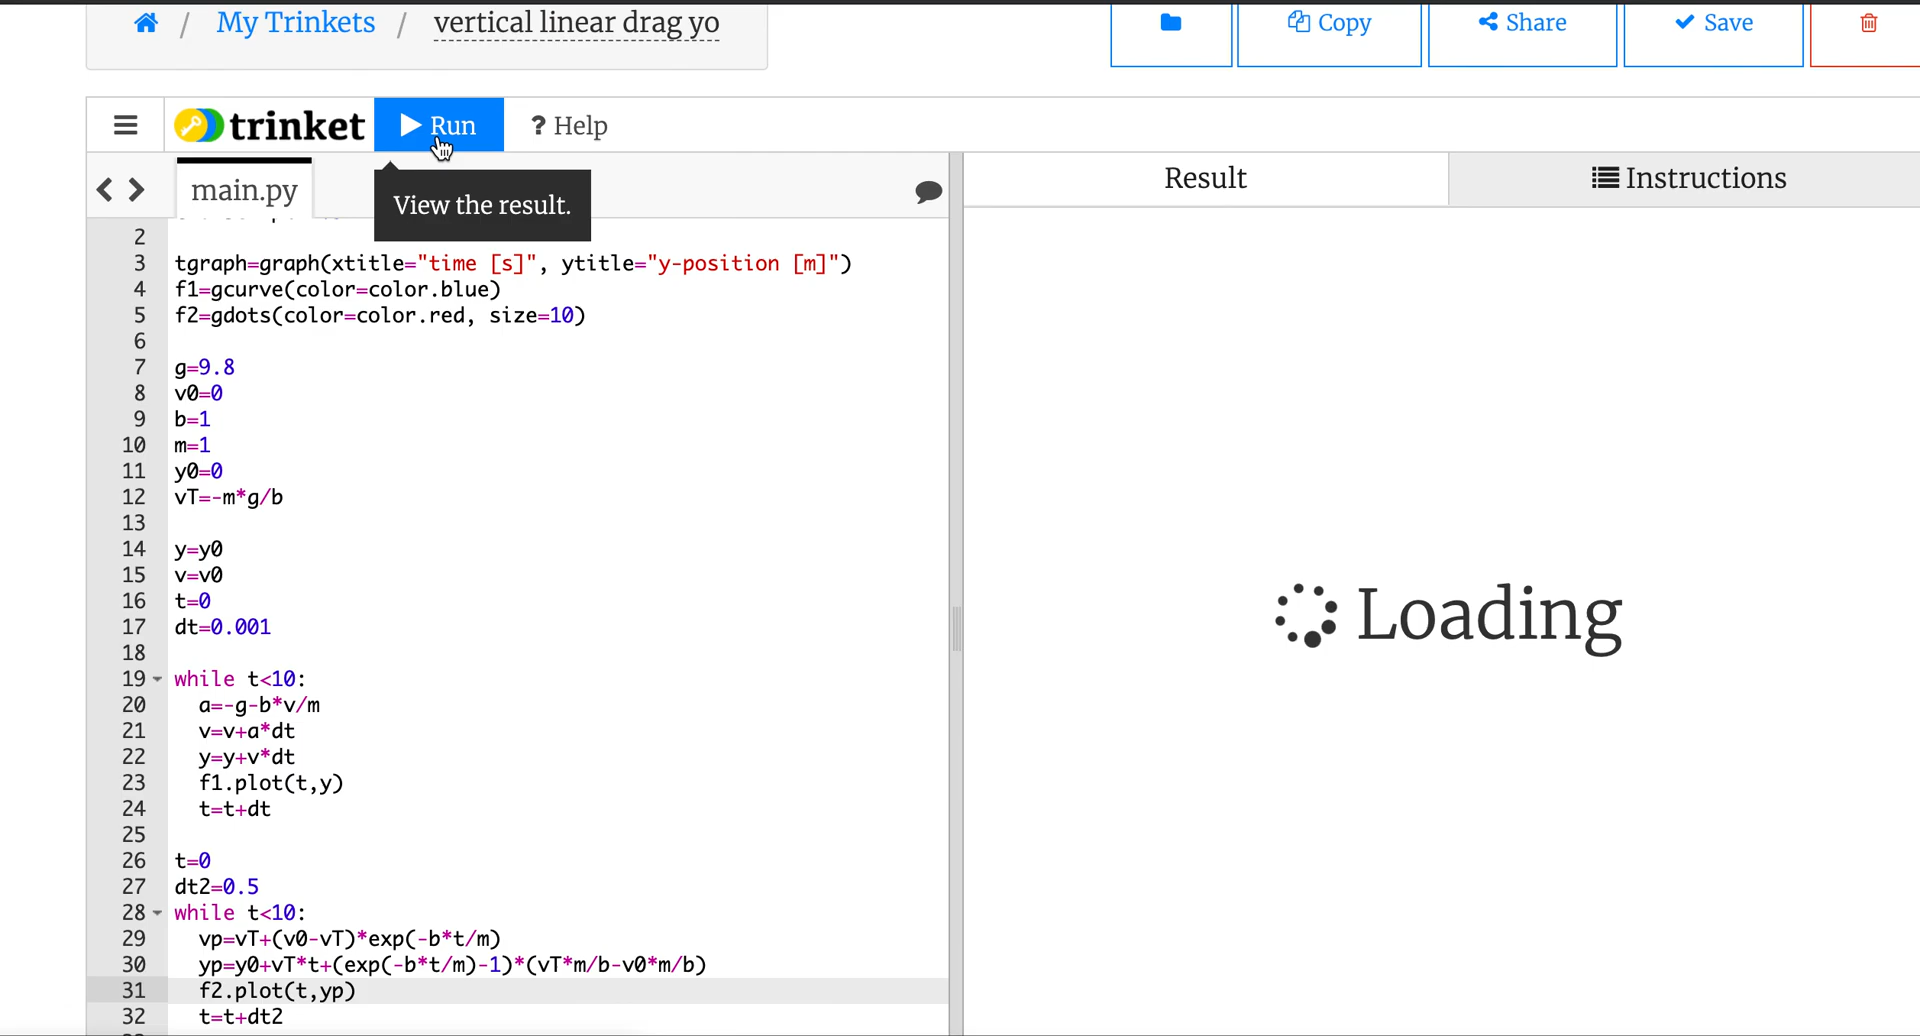 / My Trinkets / vertical linear drag yo
Copy
Share
Save
trinket
Run
? Help
View the result.
main.py
Result
Instructions
2
3 tgraph=graph(xtitle="time [s]", ytitle="y-position [m]")
4 f1=gcurve(color=color.blue)
5 f2=gdots(color=color.red, size=10)
6
7 g=9.8
8 v0=0
9 b=1
10 m=1
11 y0=0
12 vT=-m*g/b
13
14 y=y0
15 v=v0
16 t=0
17 dt=0.001
18
19 while t<10:
20 a=-g-b*v/m
21 v=v+a*dt
22 y=y+v*dt
23 f1.plot(t,y)
24 t=t+dt
25
26 t=0
27 dt2=0.5
28 while t<10:
29 vp=vT+(v0-vT)*exp(-b*t/m)
30 yp=y0+vT*t+(exp(-b*t/m)-1)*(vT*m/b-v0*m/b)
31 f2.plot(t,yp)
32 t=t+dt2
Loading